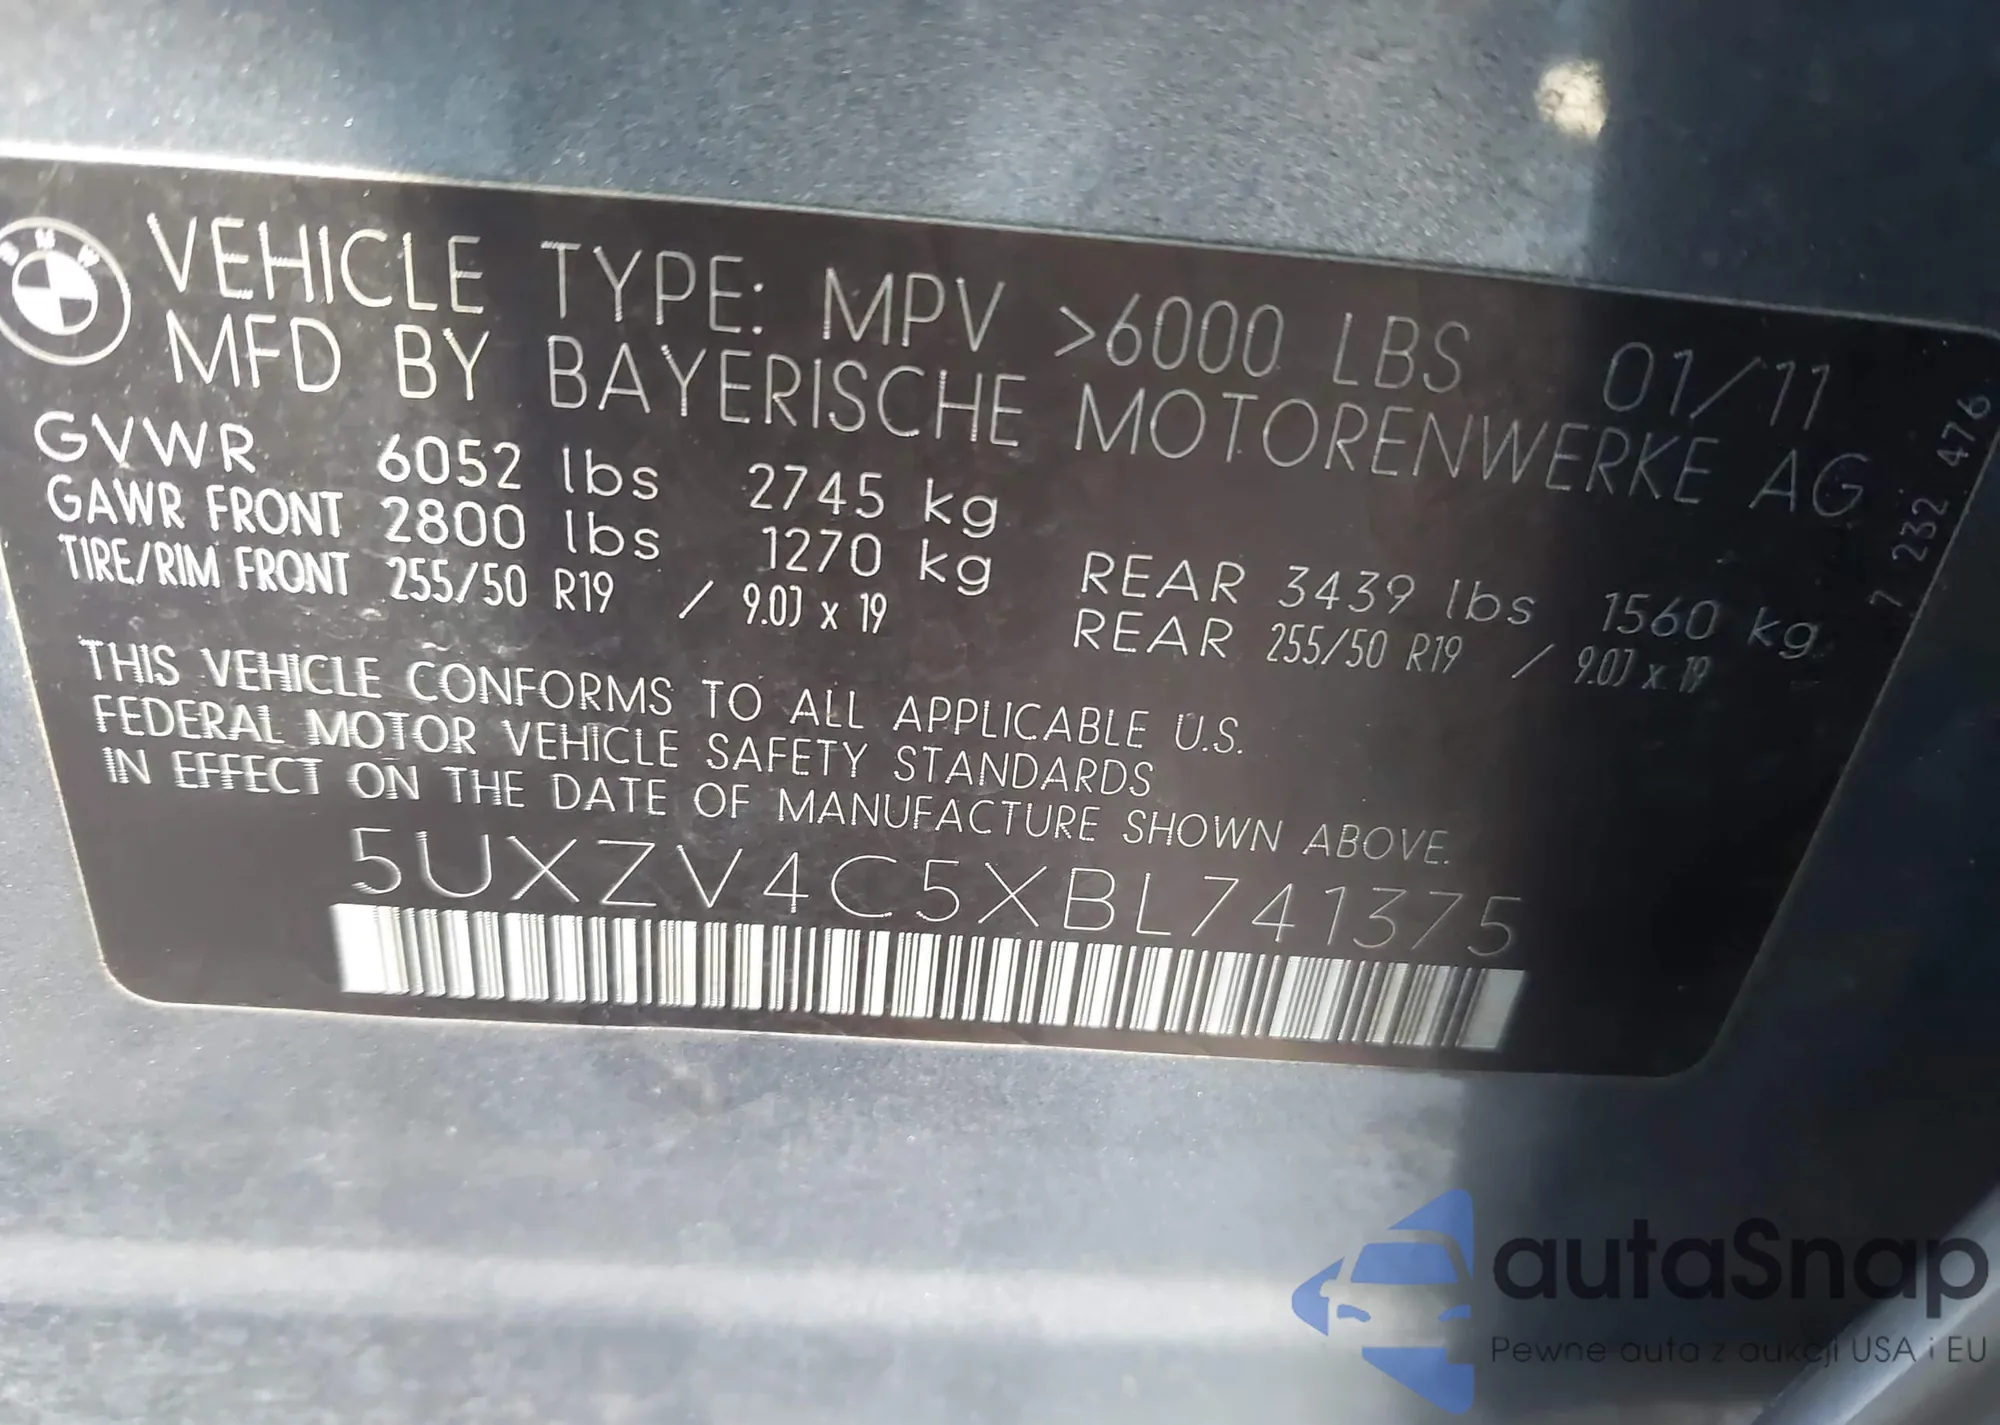 BMW
VEHICLE TYPE: MPV >6000 LBS 01/11
MFD BY BAYERISCHE MOTORENWERKE AG
GVWR 6052 lbs 2745 kg
GAWR FRONT 2800 lbs 1270 kg REAR 3439 lbs 1560 kg
TIRE/RIM FRONT 255/50 R19 / 9.0J x 19 REAR 255/50 R19 / 9.0J x 19
7 232 476
THIS VEHICLE CONFORMS TO ALL APPLICABLE U.S.
FEDERAL MOTOR VEHICLE SAFETY STANDARDS
IN EFFECT ON THE DATE OF MANUFACTURE SHOWN ABOVE.
5UXZV4C5XBL741375
autaSnap
Pewne auta z aukcji USA i EU